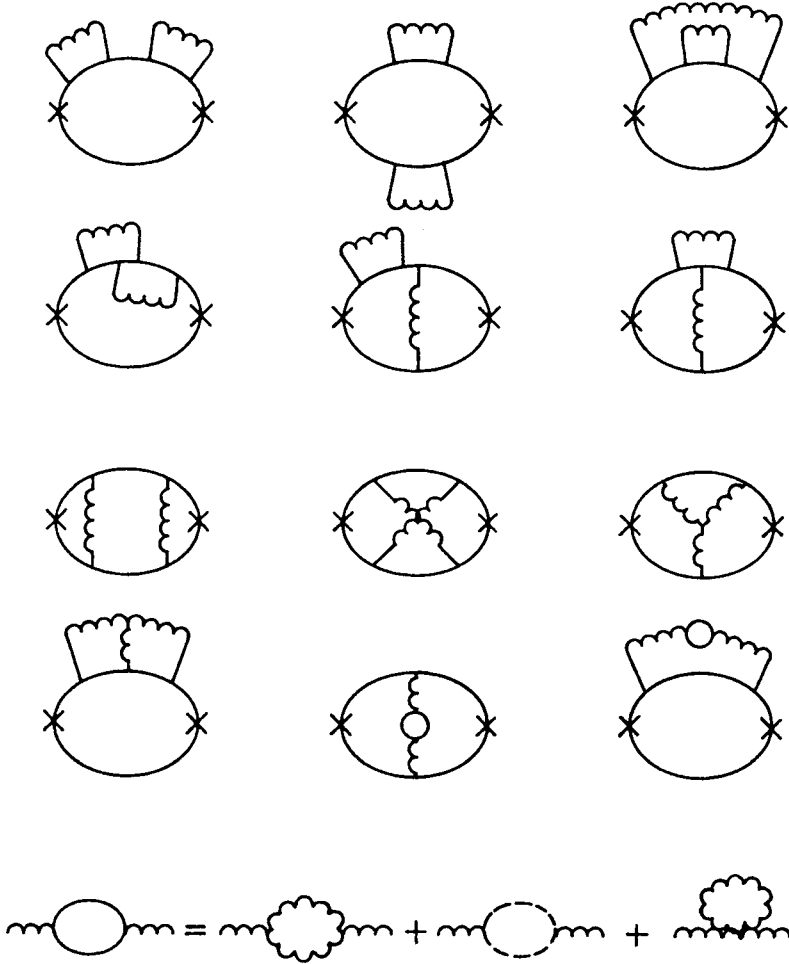 = + +